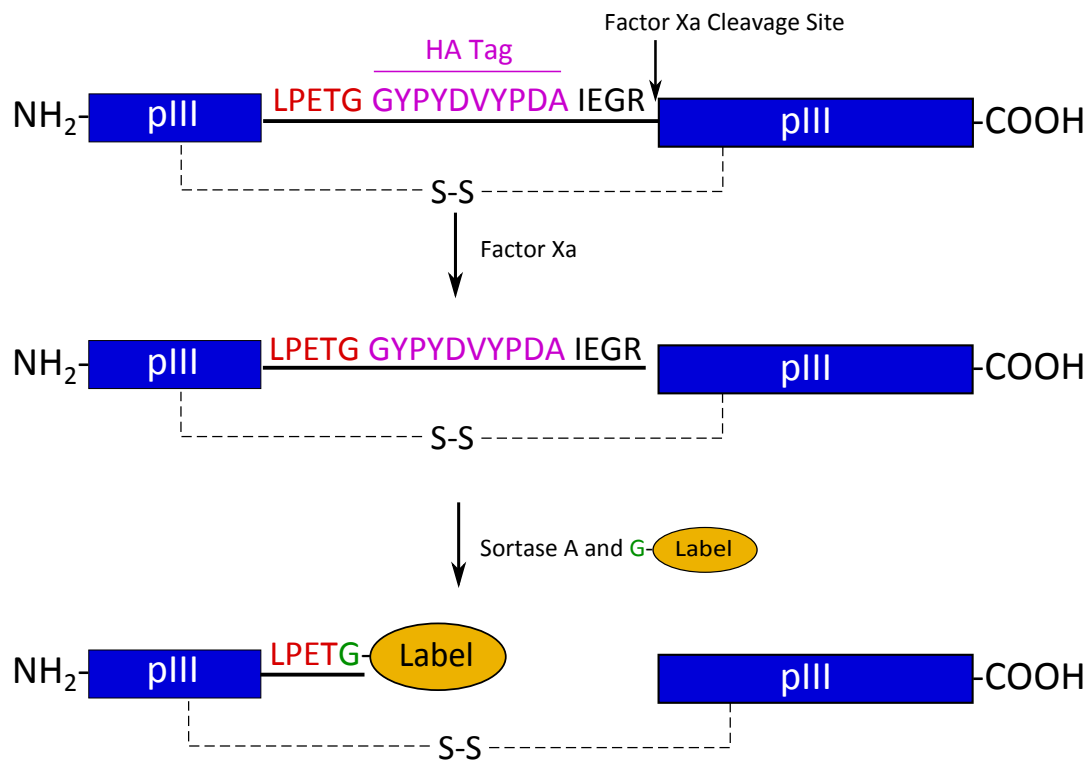 Factor Xa Cleavage Site
HA Tag
LPETG GYPYDVYPDA IEGR
NH2- pIII pIII -COOH
S-S
Factor Xa
LPETG GYPYDVYPDA IEGR
NH2- pIII pIII -COOH
S-S
Sortase A and G- Label
LPETG- Label
NH2- pIII pIII -COOH
S-S